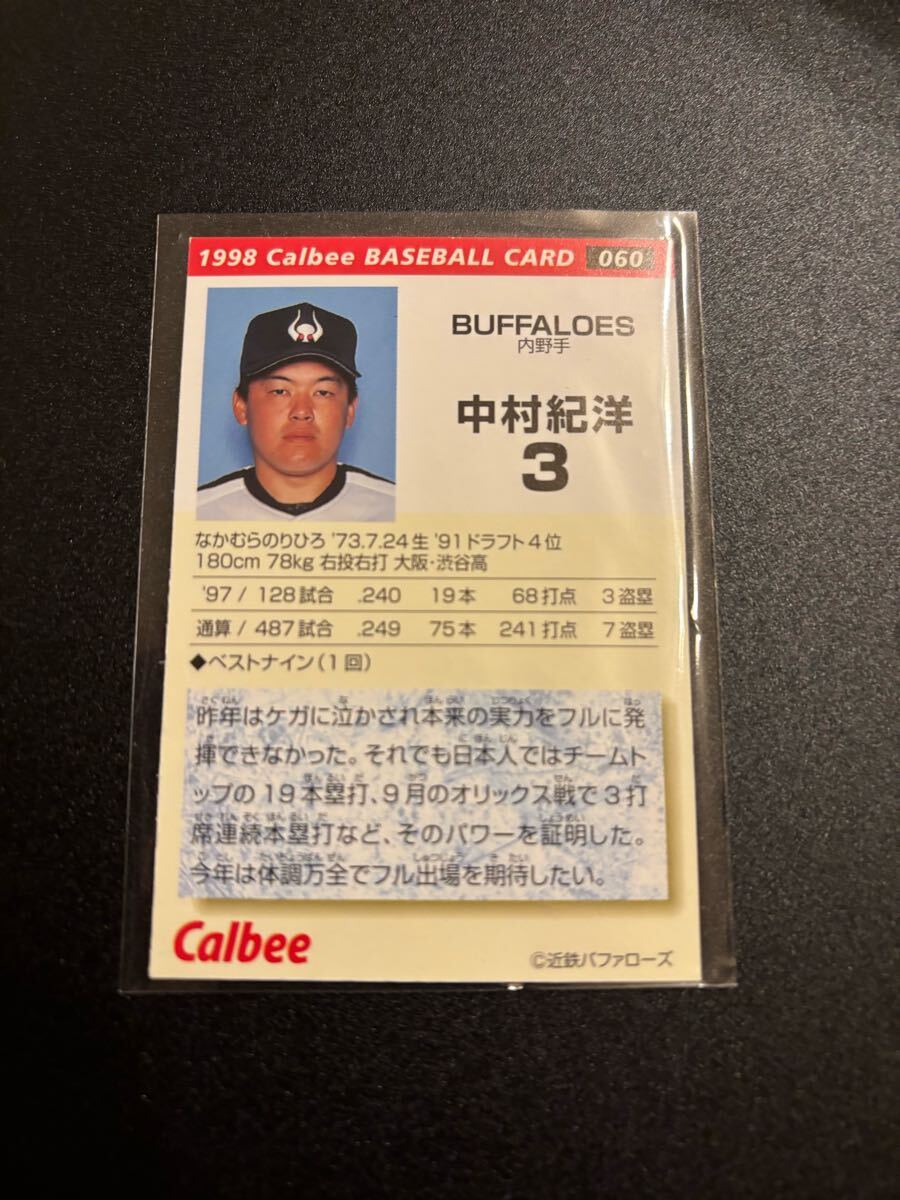 1998 Calbee BASEBALL CARD 060
BUFFALOES
内野手
中村紀洋
3
なかむらのりひろ '73.7.24生 '91ドラフト4位
180cm 78kg 右投右打 大阪・渋谷高
'97 / 128試合 .240 19本 68打点 3盗塁
通算 / 487試合 .249 75本 241打点 7盗塁
◆ベストナイン(1回)
昨年はケガに泣かされ本来の実力をフルに発
揮できなかった。それでも日本人ではチームト
ップの19本塁打、9月のオリックス戦で3打
席連続本塁打など、そのパワーを証明した。
今年は体調万全でフル出場を期待したい。
Calbee
©近鉄バファローズ